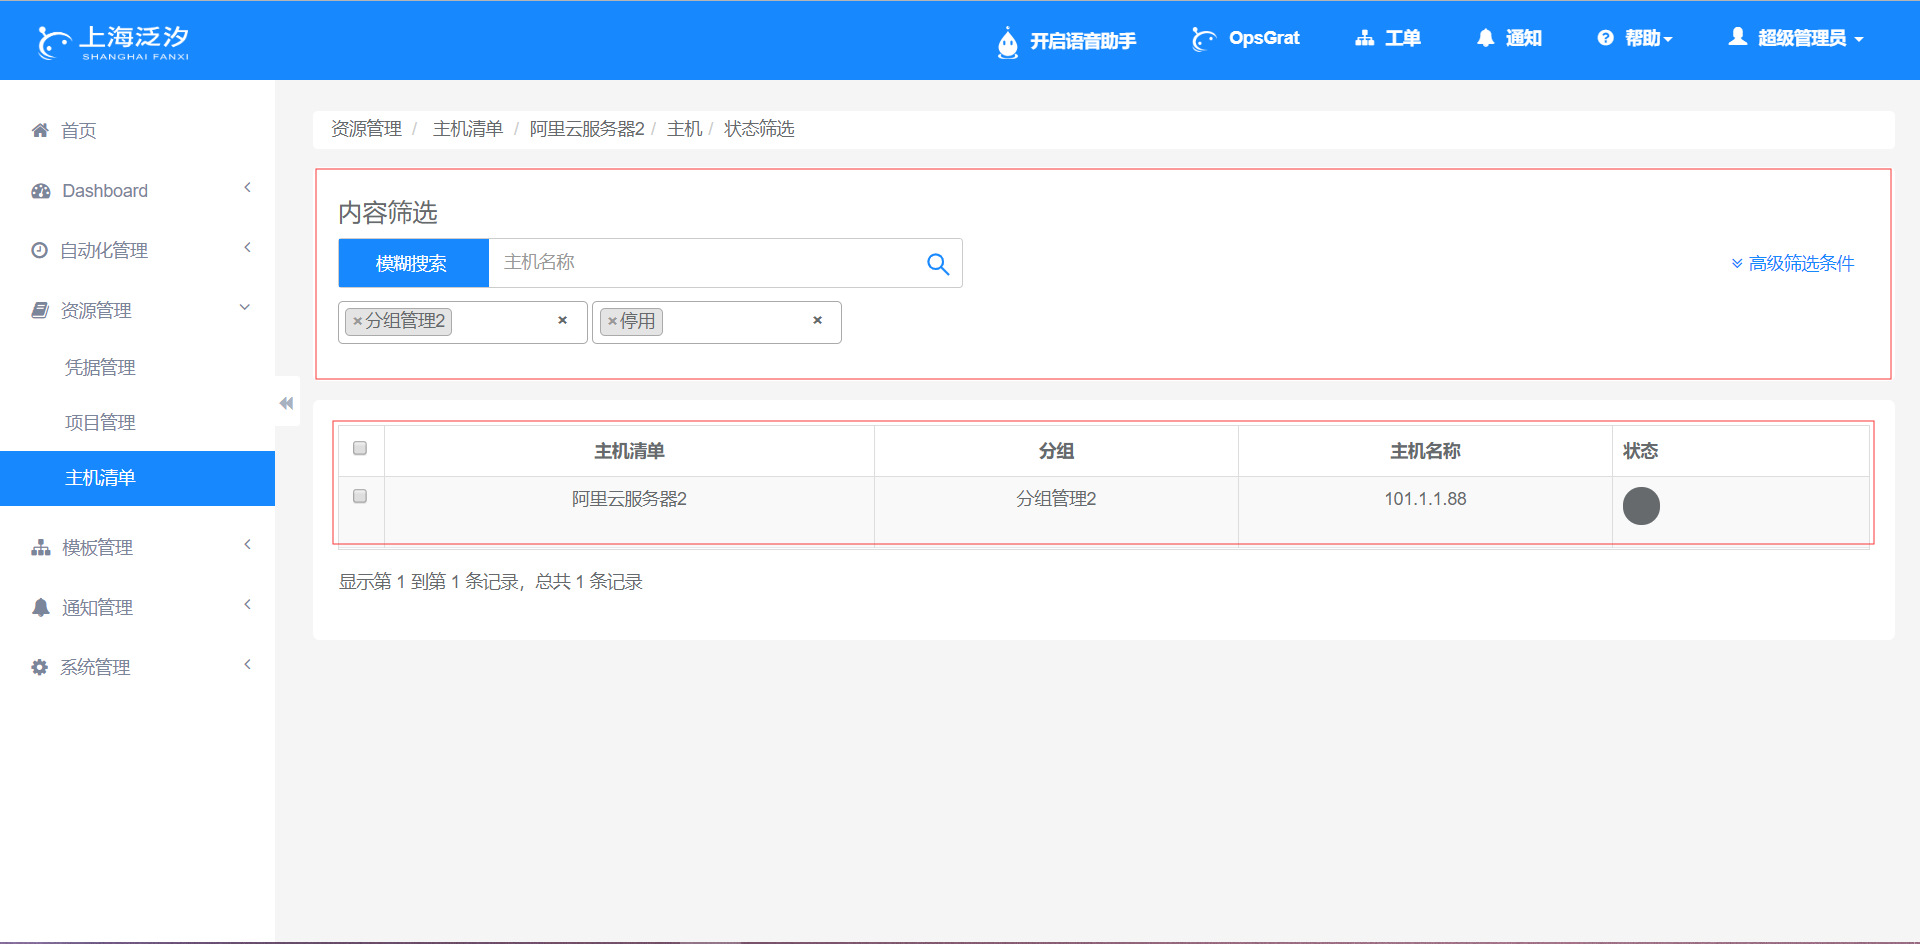 上海泛汐
SHANGHAI FANXI
开启语音助手
OpsGrat
工单
通知
帮助
超级管理员
首页
Dashboard
自动化管理
资源管理
凭据管理
项目管理
主机清单
模板管理
通知管理
系统管理
资源管理 / 主机清单 / 阿里云服务器2 / 主机 / 状态筛选
内容筛选
模糊搜索 主机名称
高级筛选条件
×分组管理2 × ×停用 ×
主机清单 分组 主机名称 状态
阿里云服务器2 分组管理2 101.1.1.88
显示第 1 到第 1 条记录，总共 1 条记录